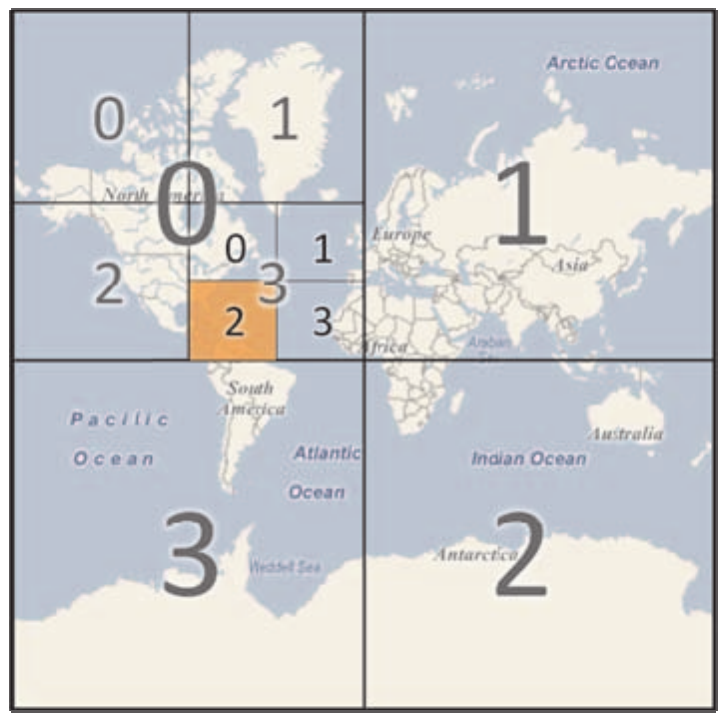 Arctic Ocean
0
1
North America
0
1
Europe
Asia
0
1
2
3
2
3
Africa
Arabian
Sea
South
America
Pacific
Ocean
Atlantic
Ocean
Indian Ocean
Australia
3
2
Antarctica
Weddell Sea